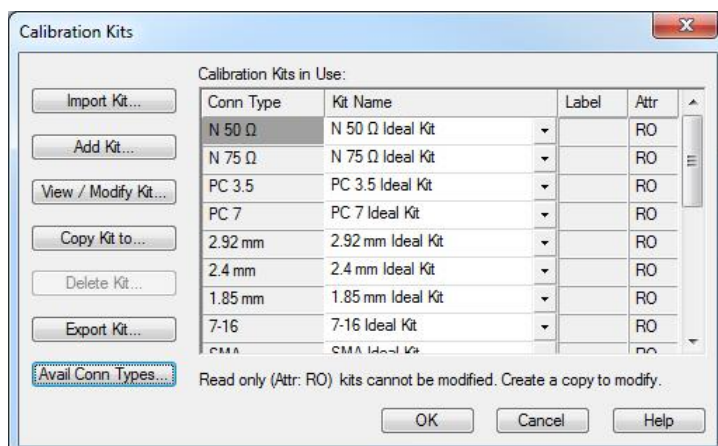 Calibration Kits
Calibration Kits in Use:
Import Kit...
Add Kit...
View / Modify Kit...
Copy Kit to...
Delete Kit...
Export Kit...
Avail Conn Types...
Conn Type Kit Name Label Attr
N 50 Ω N 50 Ω Ideal Kit RO
N 75 Ω N 75 Ω Ideal Kit RO
PC 3.5 PC 3.5 Ideal Kit RO
PC 7 PC 7 Ideal Kit RO
2.92 mm 2.92 mm Ideal Kit RO
2.4 mm 2.4 mm Ideal Kit RO
1.85 mm 1.85 mm Ideal Kit RO
7-16 7-16 Ideal Kit RO
SMA SMA Ideal Kit RO
Read only (Attr: RO) kits cannot be modified. Create a copy to modify.
OK Cancel Help